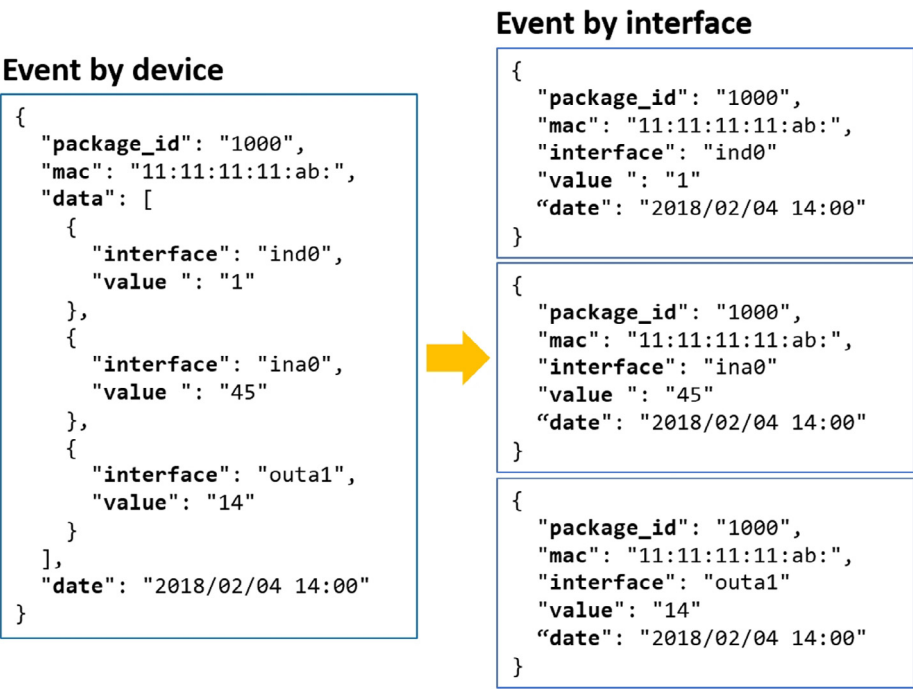 Event by device
{
"package_id": "1000",
"mac": "11:11:11:11:ab:",
"data": [
{
"interface": "ind0",
"value ": "1"
},
{
"interface": "ina0",
"value ": "45"
},
{
"interface": "outa1",
"value": "14"
}
],
"date": "2018/02/04 14:00"
}
Event by interface
{
"package_id": "1000",
"mac": "11:11:11:11:ab:",
"interface": "ind0"
"value ": "1"
“date": "2018/02/04 14:00"
}
{
"package_id": "1000",
"mac": "11:11:11:11:ab:",
"interface": "ina0"
"value ": "45"
“date": "2018/02/04 14:00"
}
{
"package_id": "1000",
"mac": "11:11:11:11:ab:",
"interface": "outa1"
"value": "14"
“date": "2018/02/04 14:00"
}